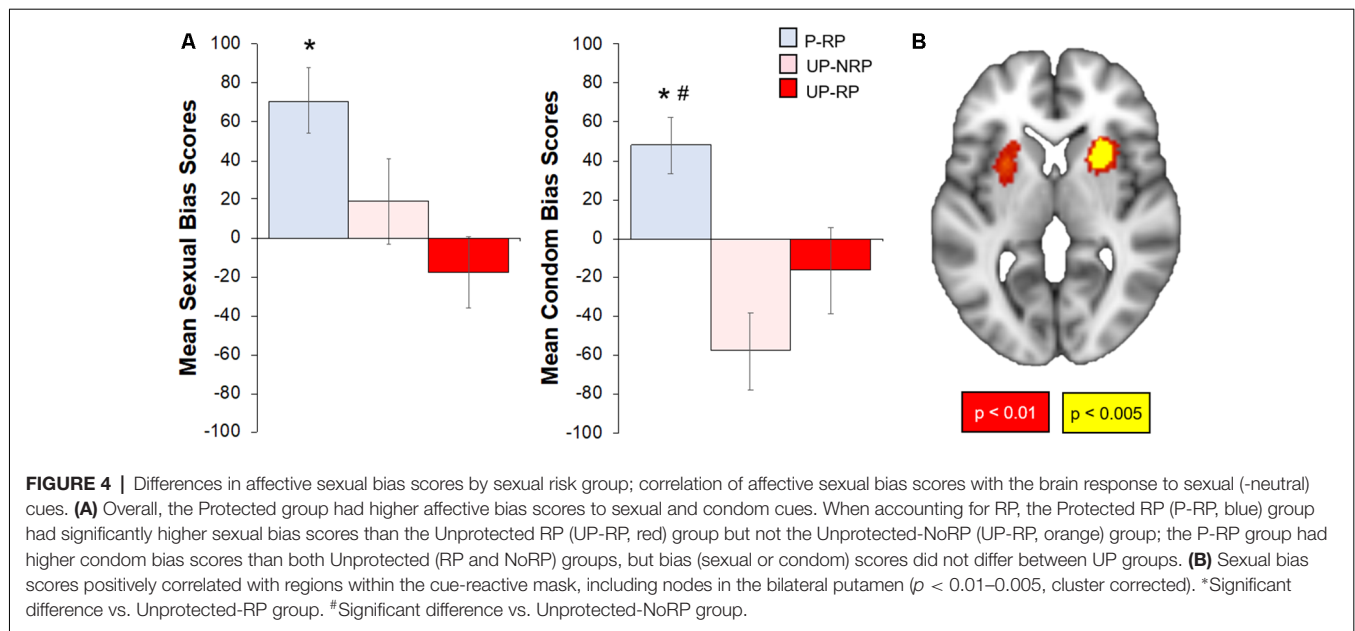 A
100
80
60
40
20
0
-20
-40
-60
-80
-100
Mean Sexual Bias Scores
*
100
80
60
40
20
0
-20
-40
-60
-80
-100
Mean Condom Bias Scores
* #
P-RP
UP-NRP
UP-RP
B
p < 0.01
p < 0.005
FIGURE 4 | Differences in affective sexual bias scores by sexual risk group; correlation of affective sexual bias scores with the brain response to sexual (-neutral)
cues. (A) Overall, the Protected group had higher affective bias scores to sexual and condom cues. When accounting for RP, the Protected RP (P-RP, blue) group
had significantly higher sexual bias scores than the Unprotected RP (UP-RP, red) group but not the Unprotected-NoRP (UP-RP, orange) group; the P-RP group had
higher condom bias scores than both Unprotected (RP and NoRP) groups, but bias (sexual or condom) scores did not differ between UP groups. (B) Sexual bias
scores positively correlated with regions within the cue-reactive mask, including nodes in the bilateral putamen (p < 0.01–0.005, cluster corrected). *Significant
difference vs. Unprotected-RP group. #Significant difference vs. Unprotected-NoRP group.